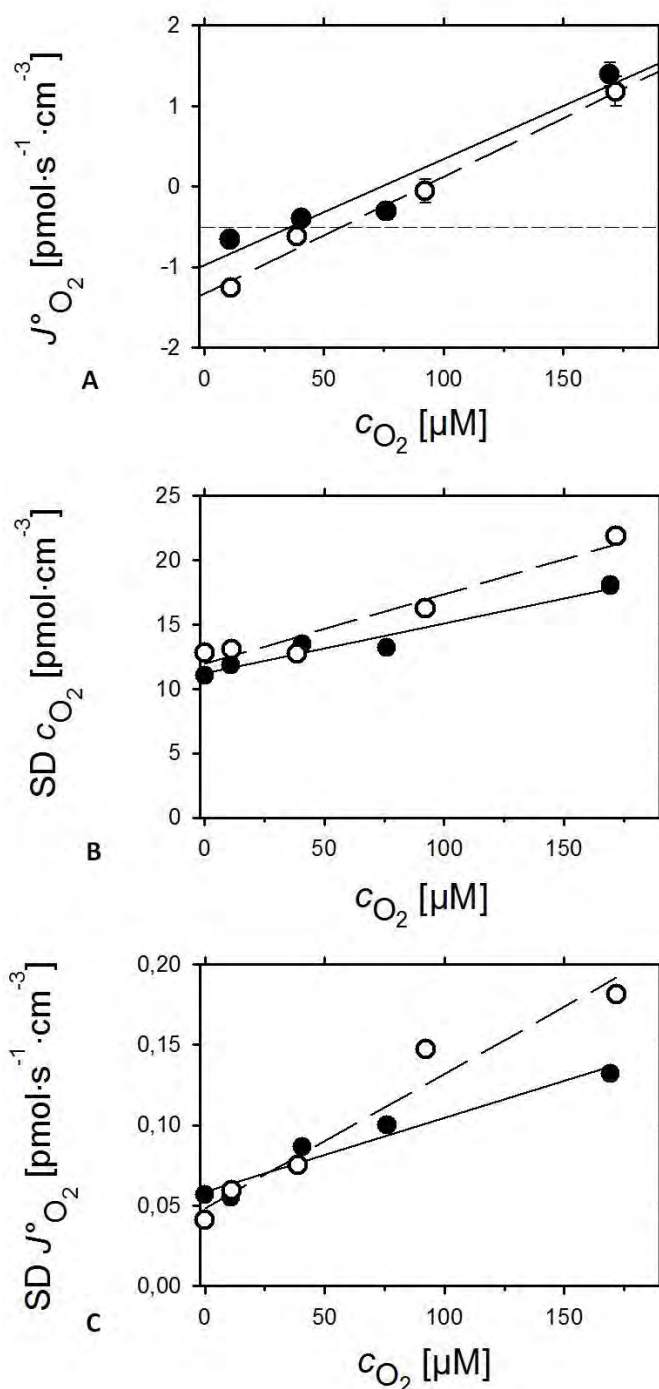 2
1
0
-1
-2
J°O₂ [pmol·s⁻¹·cm⁻³]
0 50 100 150
A
cO₂ [µM]
25
20
15
10
5
0
SD cO₂ [pmol·cm⁻³]
0 50 100 150
B
cO₂ [µM]
0,20
0,15
0,10
0,05
0,00
SD J°O₂ [pmol·s⁻¹·cm⁻³]
0 50 100 150
C
cO₂ [µM]